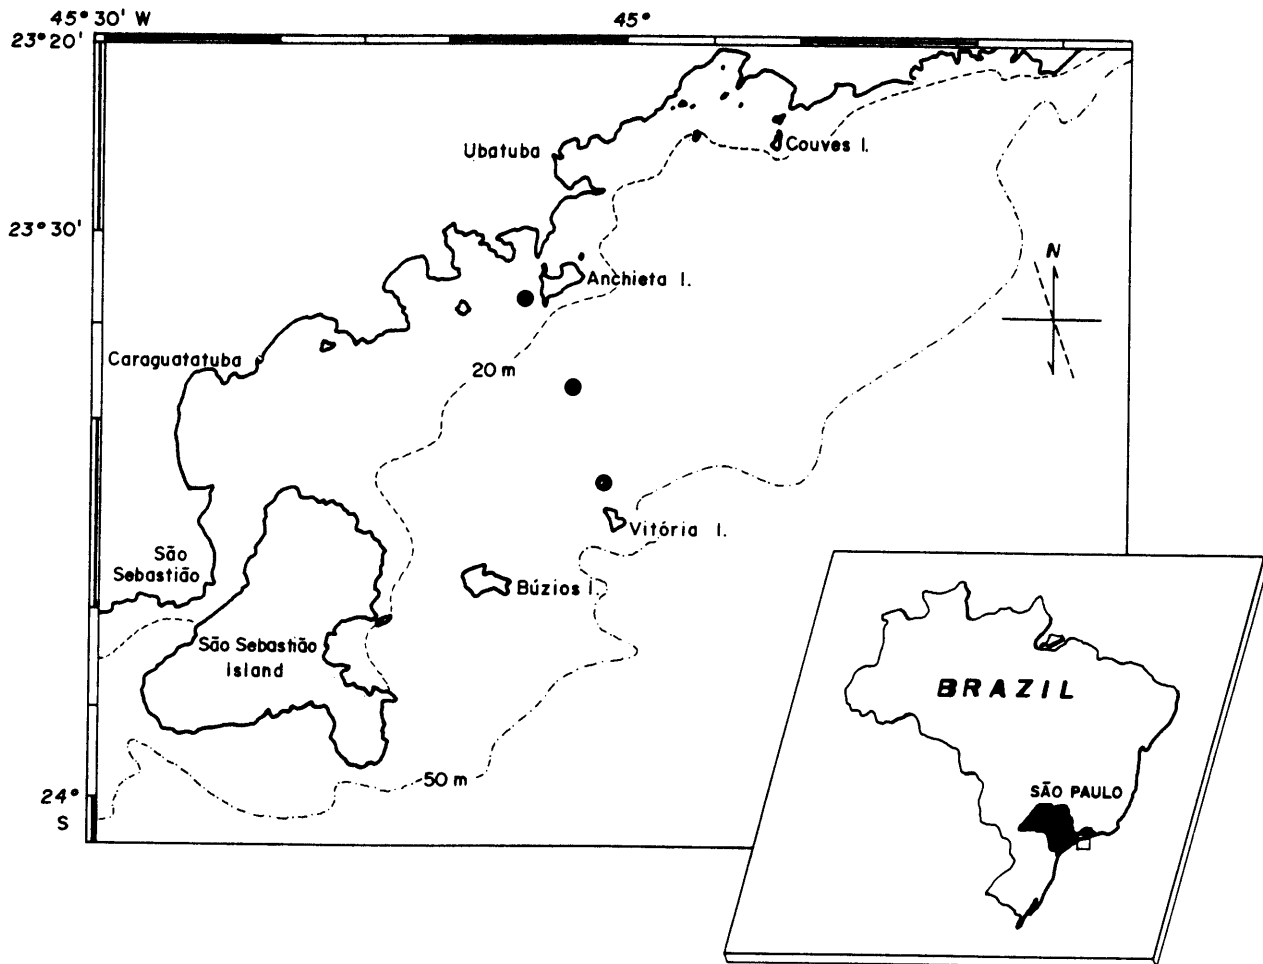 45°30' W
45°
23°20'
Ubatuba
Couves I.
23°30'
N
Anchieta I.
Caraguatatuba
20 m
Vitória I.
São
Sebastião
Búzios I.
São Sebastião
Island
BRAZIL
50 m
SÃO PAULO
24°
S